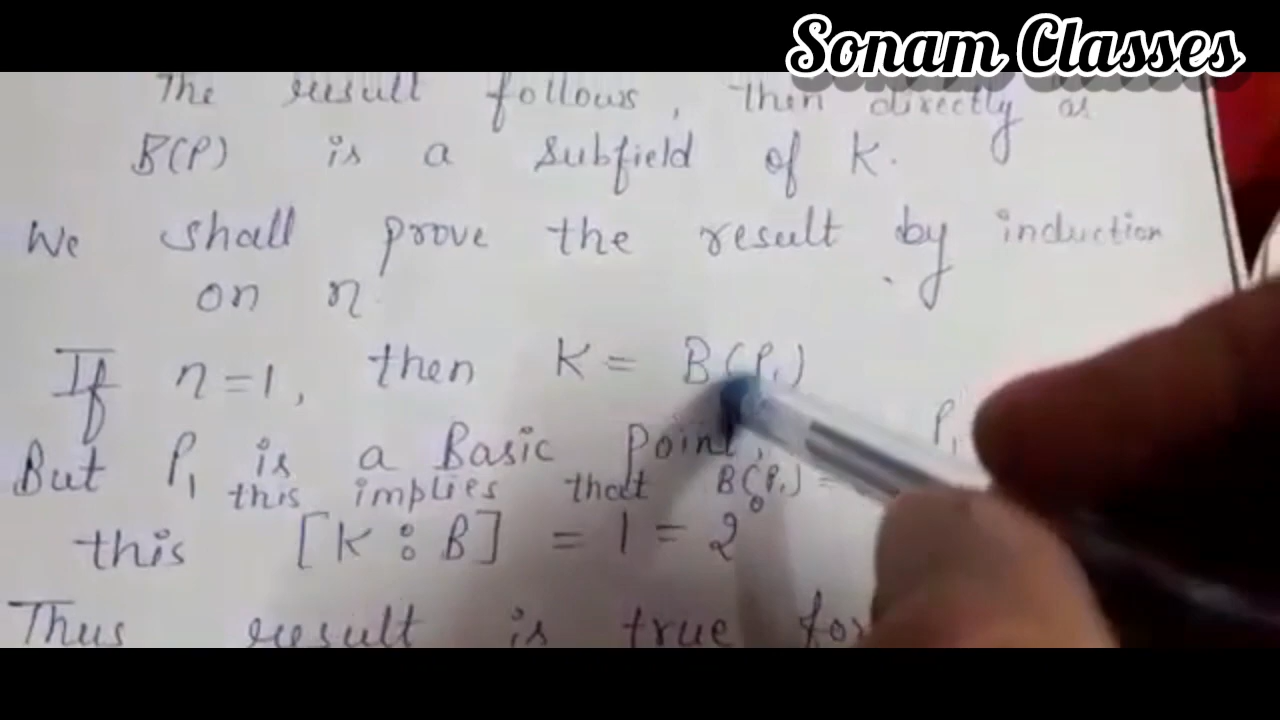 Sonam Classes
The result follows, then directly as
B(P) is a subfield of K.
We shall prove the result by induction
on n.
If n=1, then K = B(P₁)
But P₁ is a Basic Point, P₁
this implies that B(P₁) =
this [K : B] = 1 = 2⁰
Thus result is true for